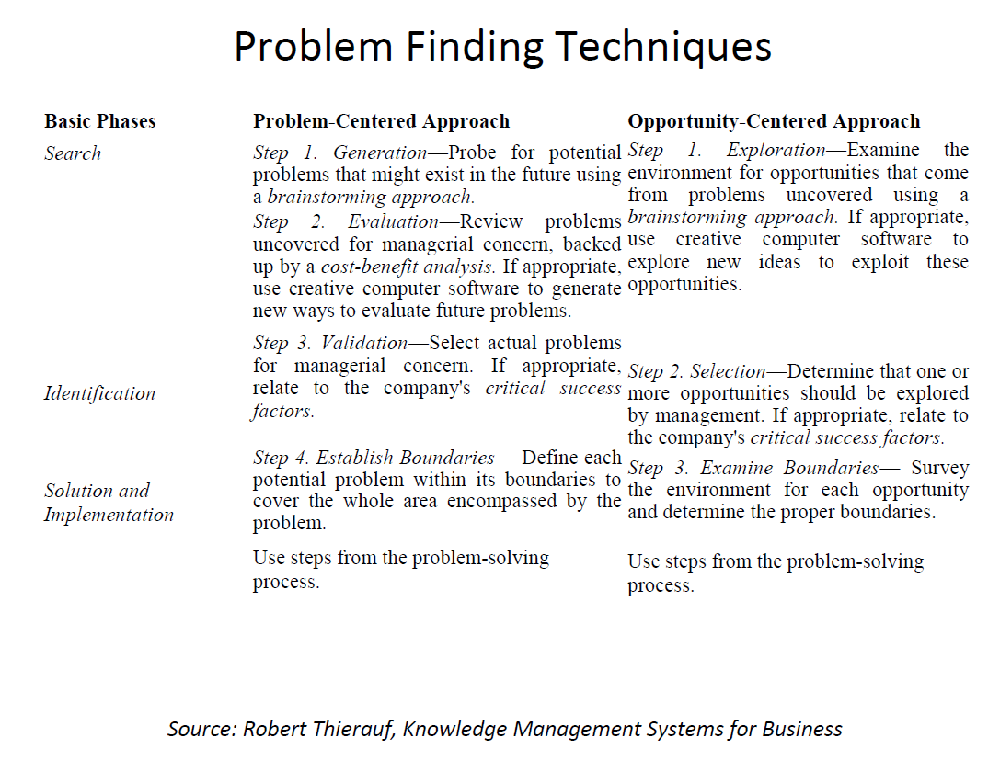 Problem Finding Techniques
Basic Phases
Problem-Centered Approach
Opportunity-Centered Approach
Search
Step 1. Generation—Probe for potential
problems that might exist in the future using
a brainstorming approach.
Step 2. Evaluation—Review problems
uncovered for managerial concern, backed
up by a cost-benefit analysis. If appropriate,
use creative computer software to generate
new ways to evaluate future problems.
Step 1. Exploration—Examine the
environment for opportunities that come
from problems uncovered using a
brainstorming approach. If appropriate,
use creative computer software to
explore new ideas to exploit these
opportunities.
Identification
Step 3. Validation—Select actual problems
for managerial concern. If appropriate,
relate to the company's critical success
factors.
Step 2. Selection—Determine that one or
more opportunities should be explored
by management. If appropriate, relate to
the company's critical success factors.
Solution and
Implementation
Step 4. Establish Boundaries— Define each
potential problem within its boundaries to
cover the whole area encompassed by the
problem.
Step 3. Examine Boundaries— Survey
the environment for each opportunity
and determine the proper boundaries.
Use steps from the problem-solving
process.
Use steps from the problem-solving
process.
Source: Robert Thierauf, Knowledge Management Systems for Business